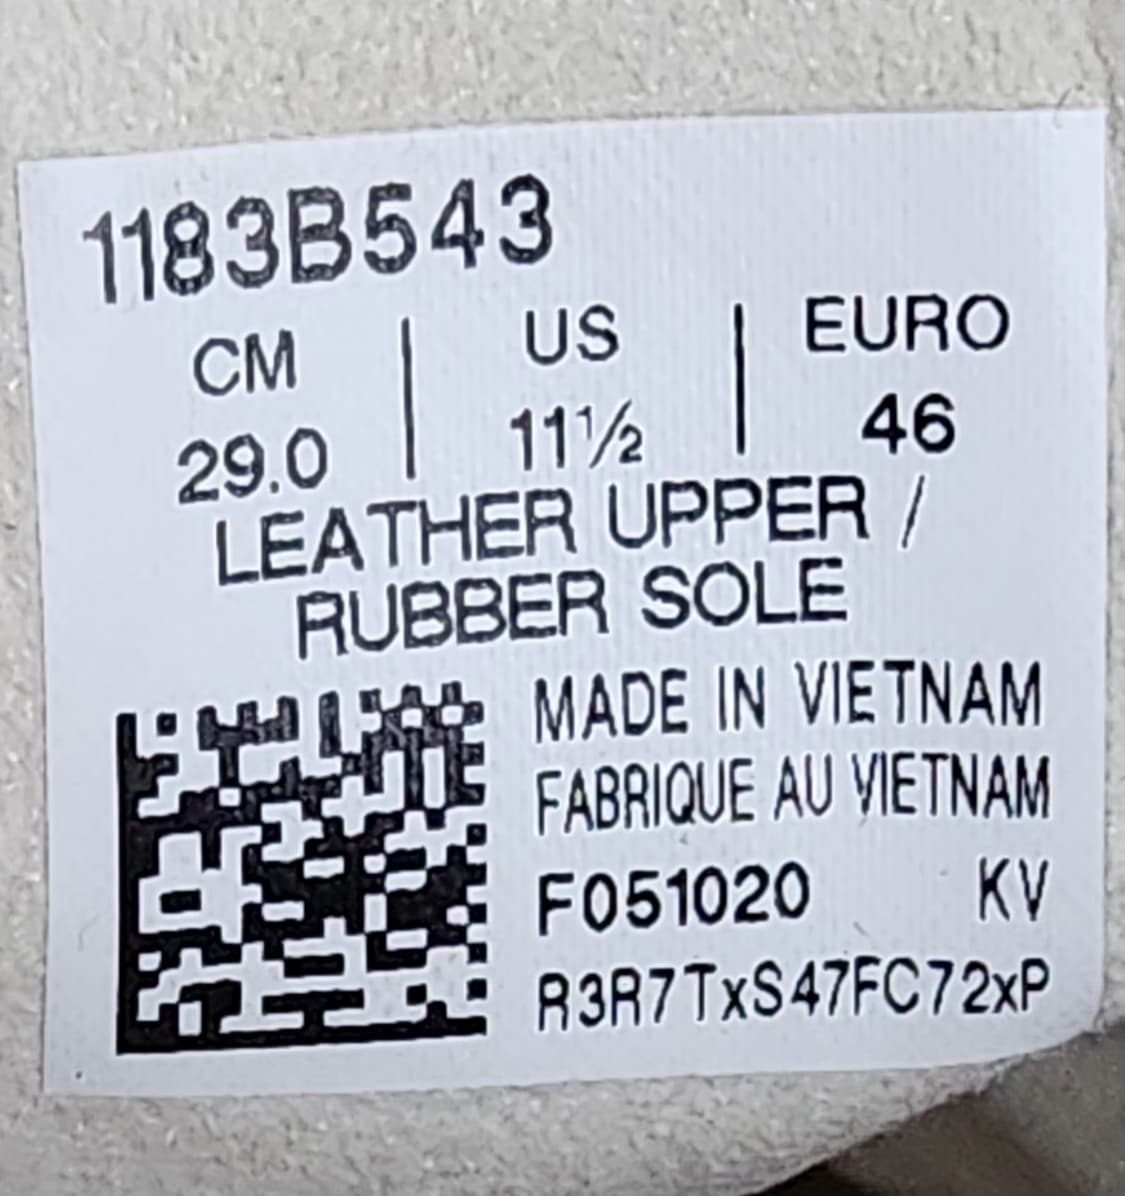 1183B543
CM | US | EURO
29.0 | 11½ | 46
LEATHER UPPER /
RUBBER SOLE
MADE IN VIETNAM
FABRIQUE AU VIETNAM
F051020 KV
R3R7TxS47FC72xP